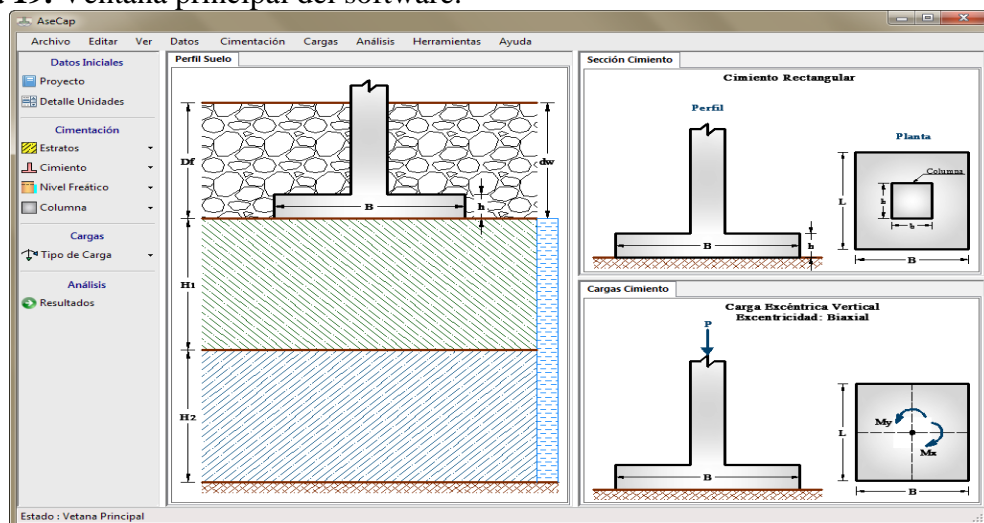 19. Ventana principal del software.
AseCap
Archivo Editar Ver Datos Cimentación Cargas Análisis Herramientas Ayuda
Datos Iniciales
Proyecto
Detalle Unidades
Cimentación
Estratos
Cimiento
Nivel Freático
Columna
Cargas
Tipo de Carga
Análisis
Resultados
Perfil Suelo
Df
dw
B
h
H1
H2
Sección Cimiento
Cimiento Rectangular
Perfil
B
h
Planta
Columna
L
h
b
B
Cargas Cimiento
Carga Excéntrica Vertical
Excentricidad: Biaxial
P
B
L
My
Mx
B
Estado : Vetana Principal